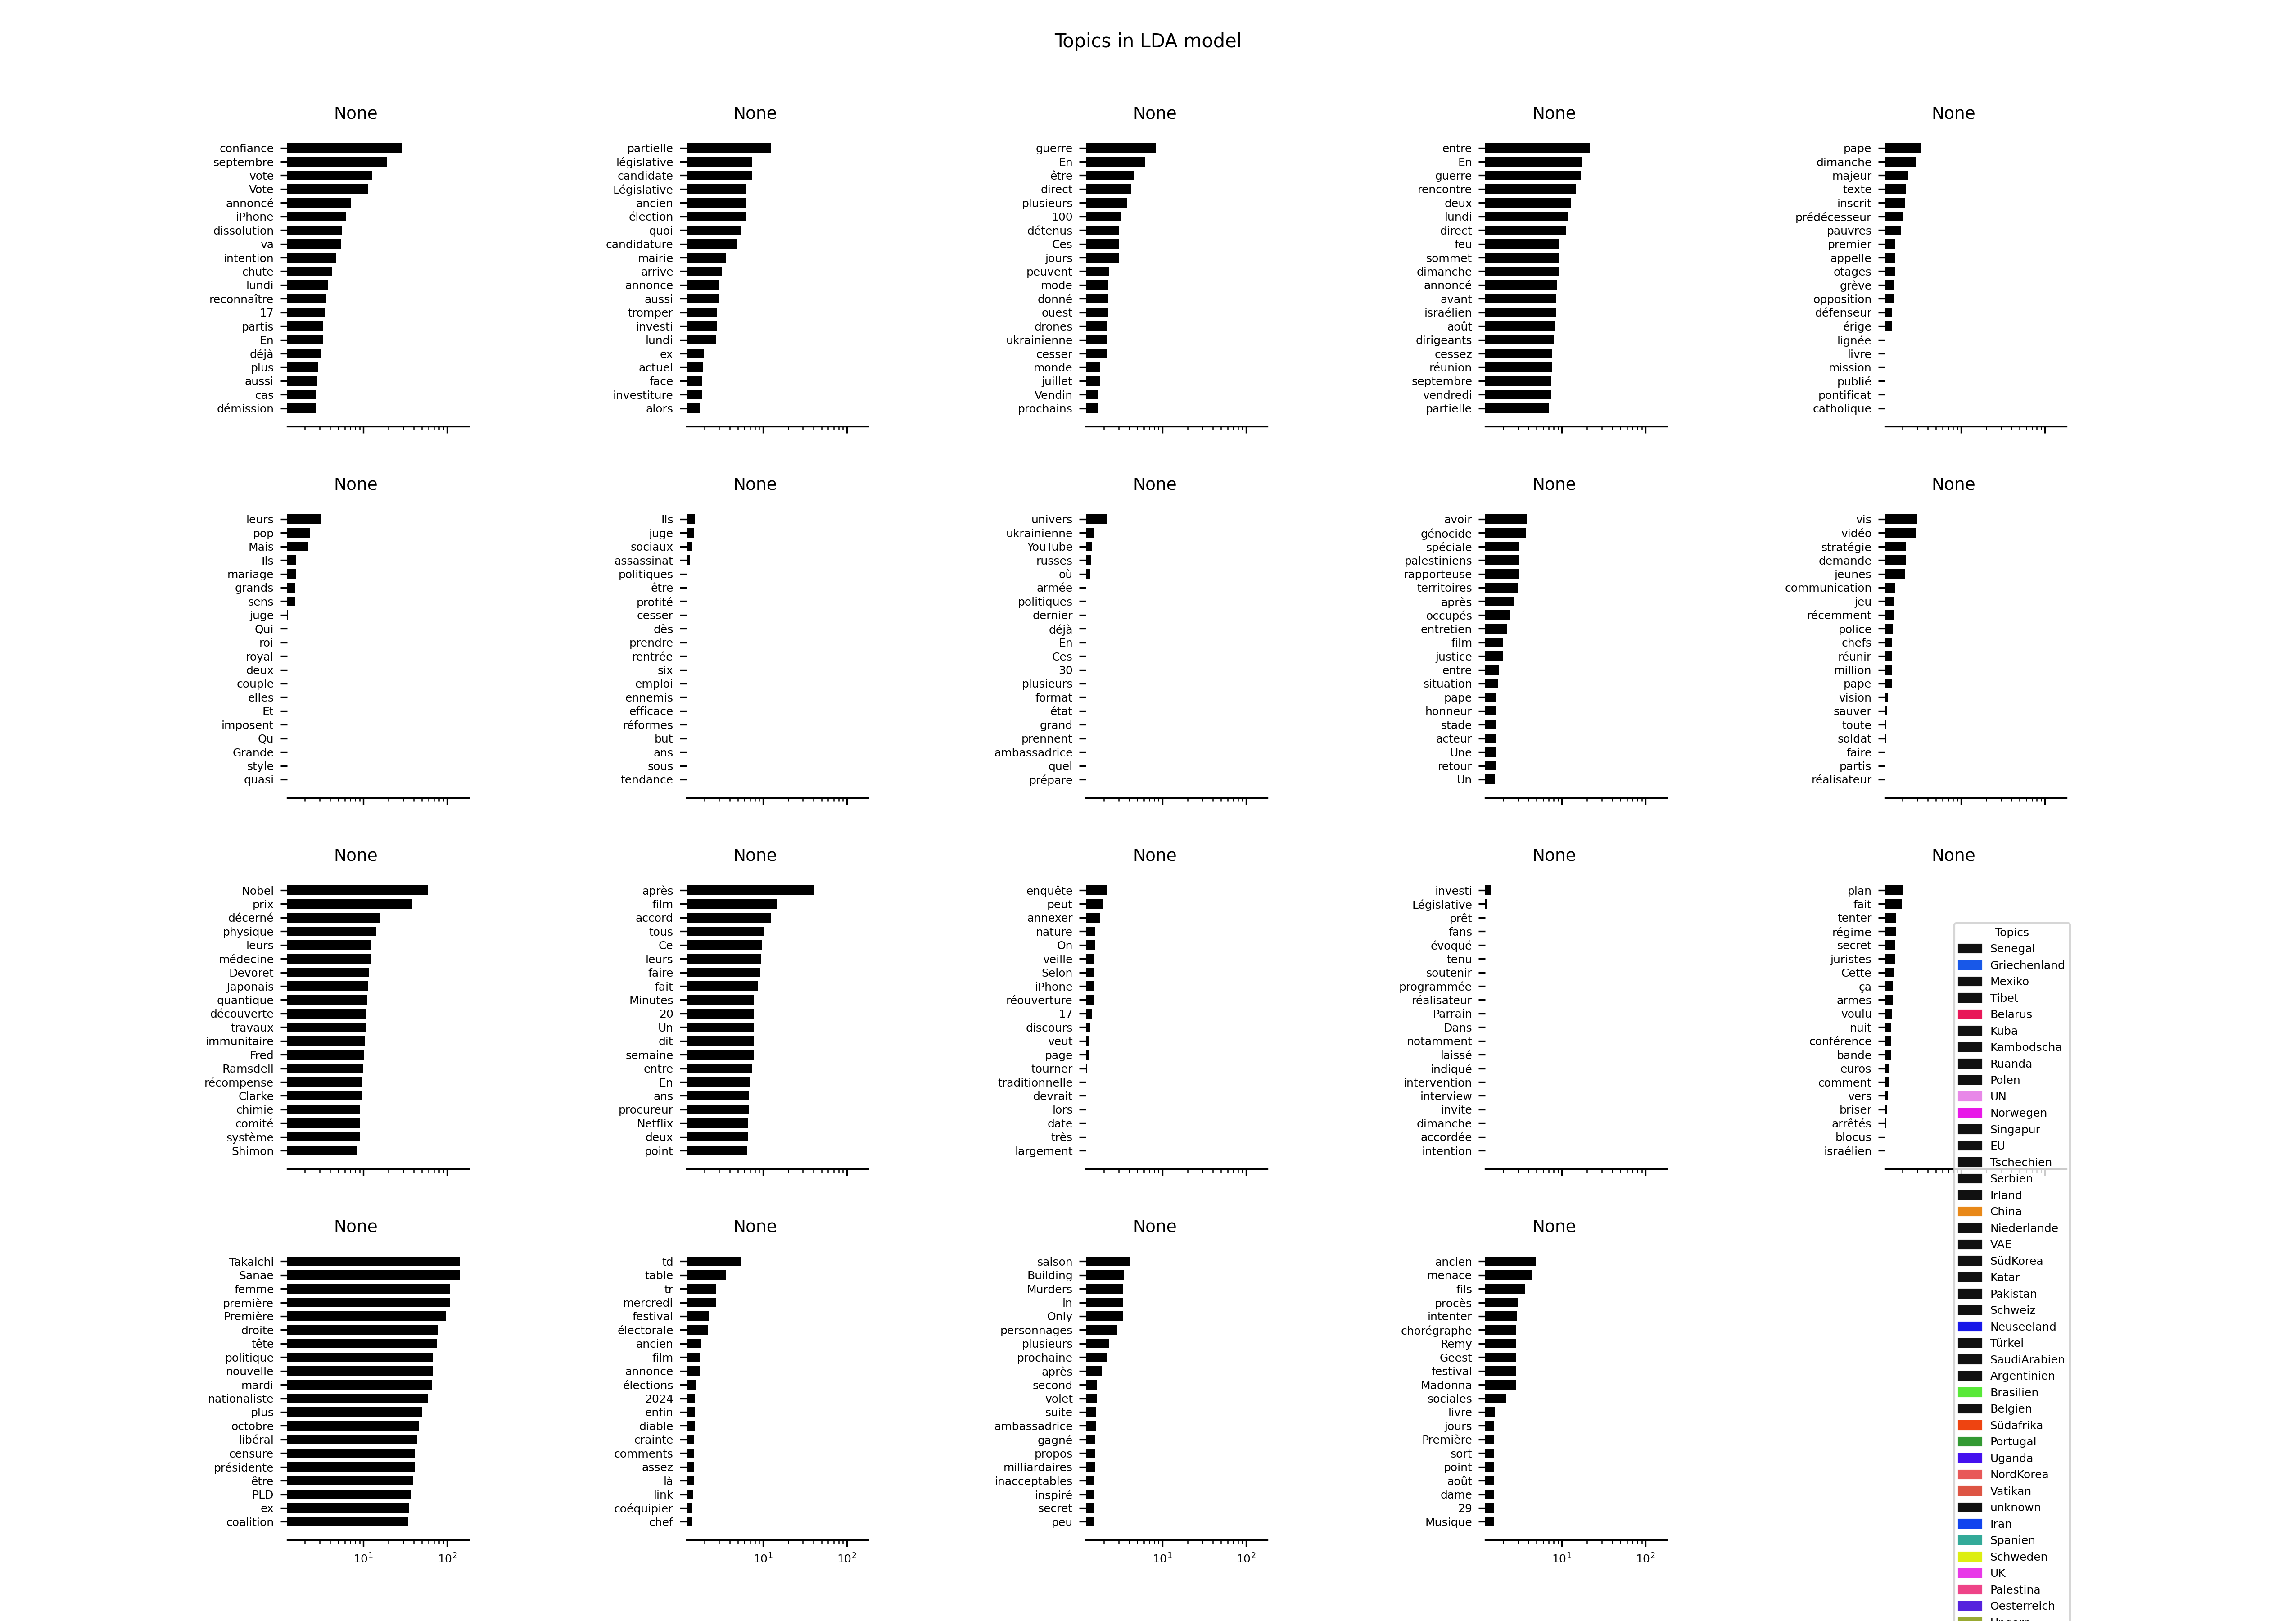 Topics in LDA model
None
confiance
septembre
vote
Vote
annoncé
iPhone
dissolution
va
intention
chute
lundi
reconnaître
17
partis
En
déjà
plus
aussi
cas
démission
None
partielle
législative
candidate
Législative
ancien
élection
quoi
candidature
mairie
arrive
annonce
aussi
tromper
investi
lundi
ex
actuel
face
investiture
alors
None
guerre
En
être
direct
plusieurs
100
détenus
Ces
jours
peuvent
mode
donné
ouest
drones
ukrainienne
cesser
monde
juillet
Vendin
prochains
None
entre
En
guerre
rencontre
deux
lundi
direct
feu
sommet
dimanche
annoncé
avant
israélien
août
dirigeants
cessez
réunion
septembre
vendredi
partielle
None
pape
dimanche
majeur
texte
inscrit
prédécesseur
pauvres
premier
appelle
otages
grève
opposition
défenseur
érige
lignée
livre
mission
publié
pontificat
catholique
None
leurs
pop
Mais
Ils
mariage
grands
sens
juge
Qui
roi
royal
deux
couple
elles
Et
imposent
Qu
Grande
style
quasi
None
Ils
juge
sociaux
assassinat
politiques
être
profité
cesser
dès
prendre
rentrée
six
emploi
ennemis
efficace
réformes
but
ans
sous
tendance
None
univers
ukrainienne
YouTube
russes
où
armée
politiques
dernier
déjà
En
Ces
30
plusieurs
format
état
grand
prennent
ambassadrice
quel
prépare
None
avoir
génocide
spéciale
palestiniens
rapporteuse
territoires
après
occupés
entretien
film
justice
entre
situation
pape
honneur
stade
acteur
Une
retour
Un
None
vis
vidéo
stratégie
demande
jeunes
communication
jeu
récemment
police
chefs
réunir
million
pape
vision
sauver
toute
soldat
faire
partis
réalisateur
None
Nobel
prix
décerné
physique
leurs
médecine
Devoret
Japonais
quantique
découverte
travaux
immunitaire
Fred
Ramsdell
récompense
Clarke
chimie
comité
système
Shimon
None
après
film
accord
tous
Ce
leurs
faire
fait
Minutes
20
Un
dit
semaine
entre
En
ans
procureur
Netflix
deux
point
None
enquête
peut
annexer
nature
On
veille
Selon
iPhone
réouverture
17
discours
veut
page
tourner
traditionnelle
devrait
lors
date
très
largement
None
investi
Législative
prêt
fans
évoqué
tenu
soutenir
programmée
réalisateur
Parrain
Dans
notamment
laissé
indiqué
intervention
interview
invite
dimanche
accordée
intention
None
plan
fait
tenter
régime
secret
juristes
Cette
ça
armes
voulu
nuit
conférence
bande
euros
comment
vers
briser
arrêtés
blocus
israélien
None
Takaichi
Sanae
femme
première
Première
droite
tête
politique
nouvelle
mardi
nationaliste
plus
octobre
libéral
censure
présidente
être
PLD
ex
coalition
10¹ 10²
None
td
table
tr
mercredi
festival
électorale
ancien
film
annonce
élections
2024
enfin
diable
crainte
comments
assez
là
link
coéquipier
chef
10¹ 10²
None
saison
Building
Murders
in
Only
personnages
plusieurs
prochaine
après
second
volet
suite
ambassadrice
gagné
propos
milliardaires
inacceptables
inspiré
secret
peu
10¹ 10²
None
ancien
menace
fils
procès
intenter
chorégraphe
Remy
Geest
festival
Madonna
sociales
livre
jours
Première
sort
point
août
dame
29
Musique
10¹ 10²
Topics
Senegal
Griechenland
Mexiko
Tibet
Belarus
Kuba
Kambodscha
Ruanda
Polen
UN
Norwegen
Singapur
EU
Tschechien
Serbien
Irland
China
Niederlande
VAE
SüdKorea
Katar
Pakistan
Schweiz
Neuseeland
Türkei
SaudiArabien
Argentinien
Brasilien
Belgien
Südafrika
Portugal
Uganda
NordKorea
Vatikan
unknown
Iran
Spanien
Schweden
UK
Palestina
Oesterreich